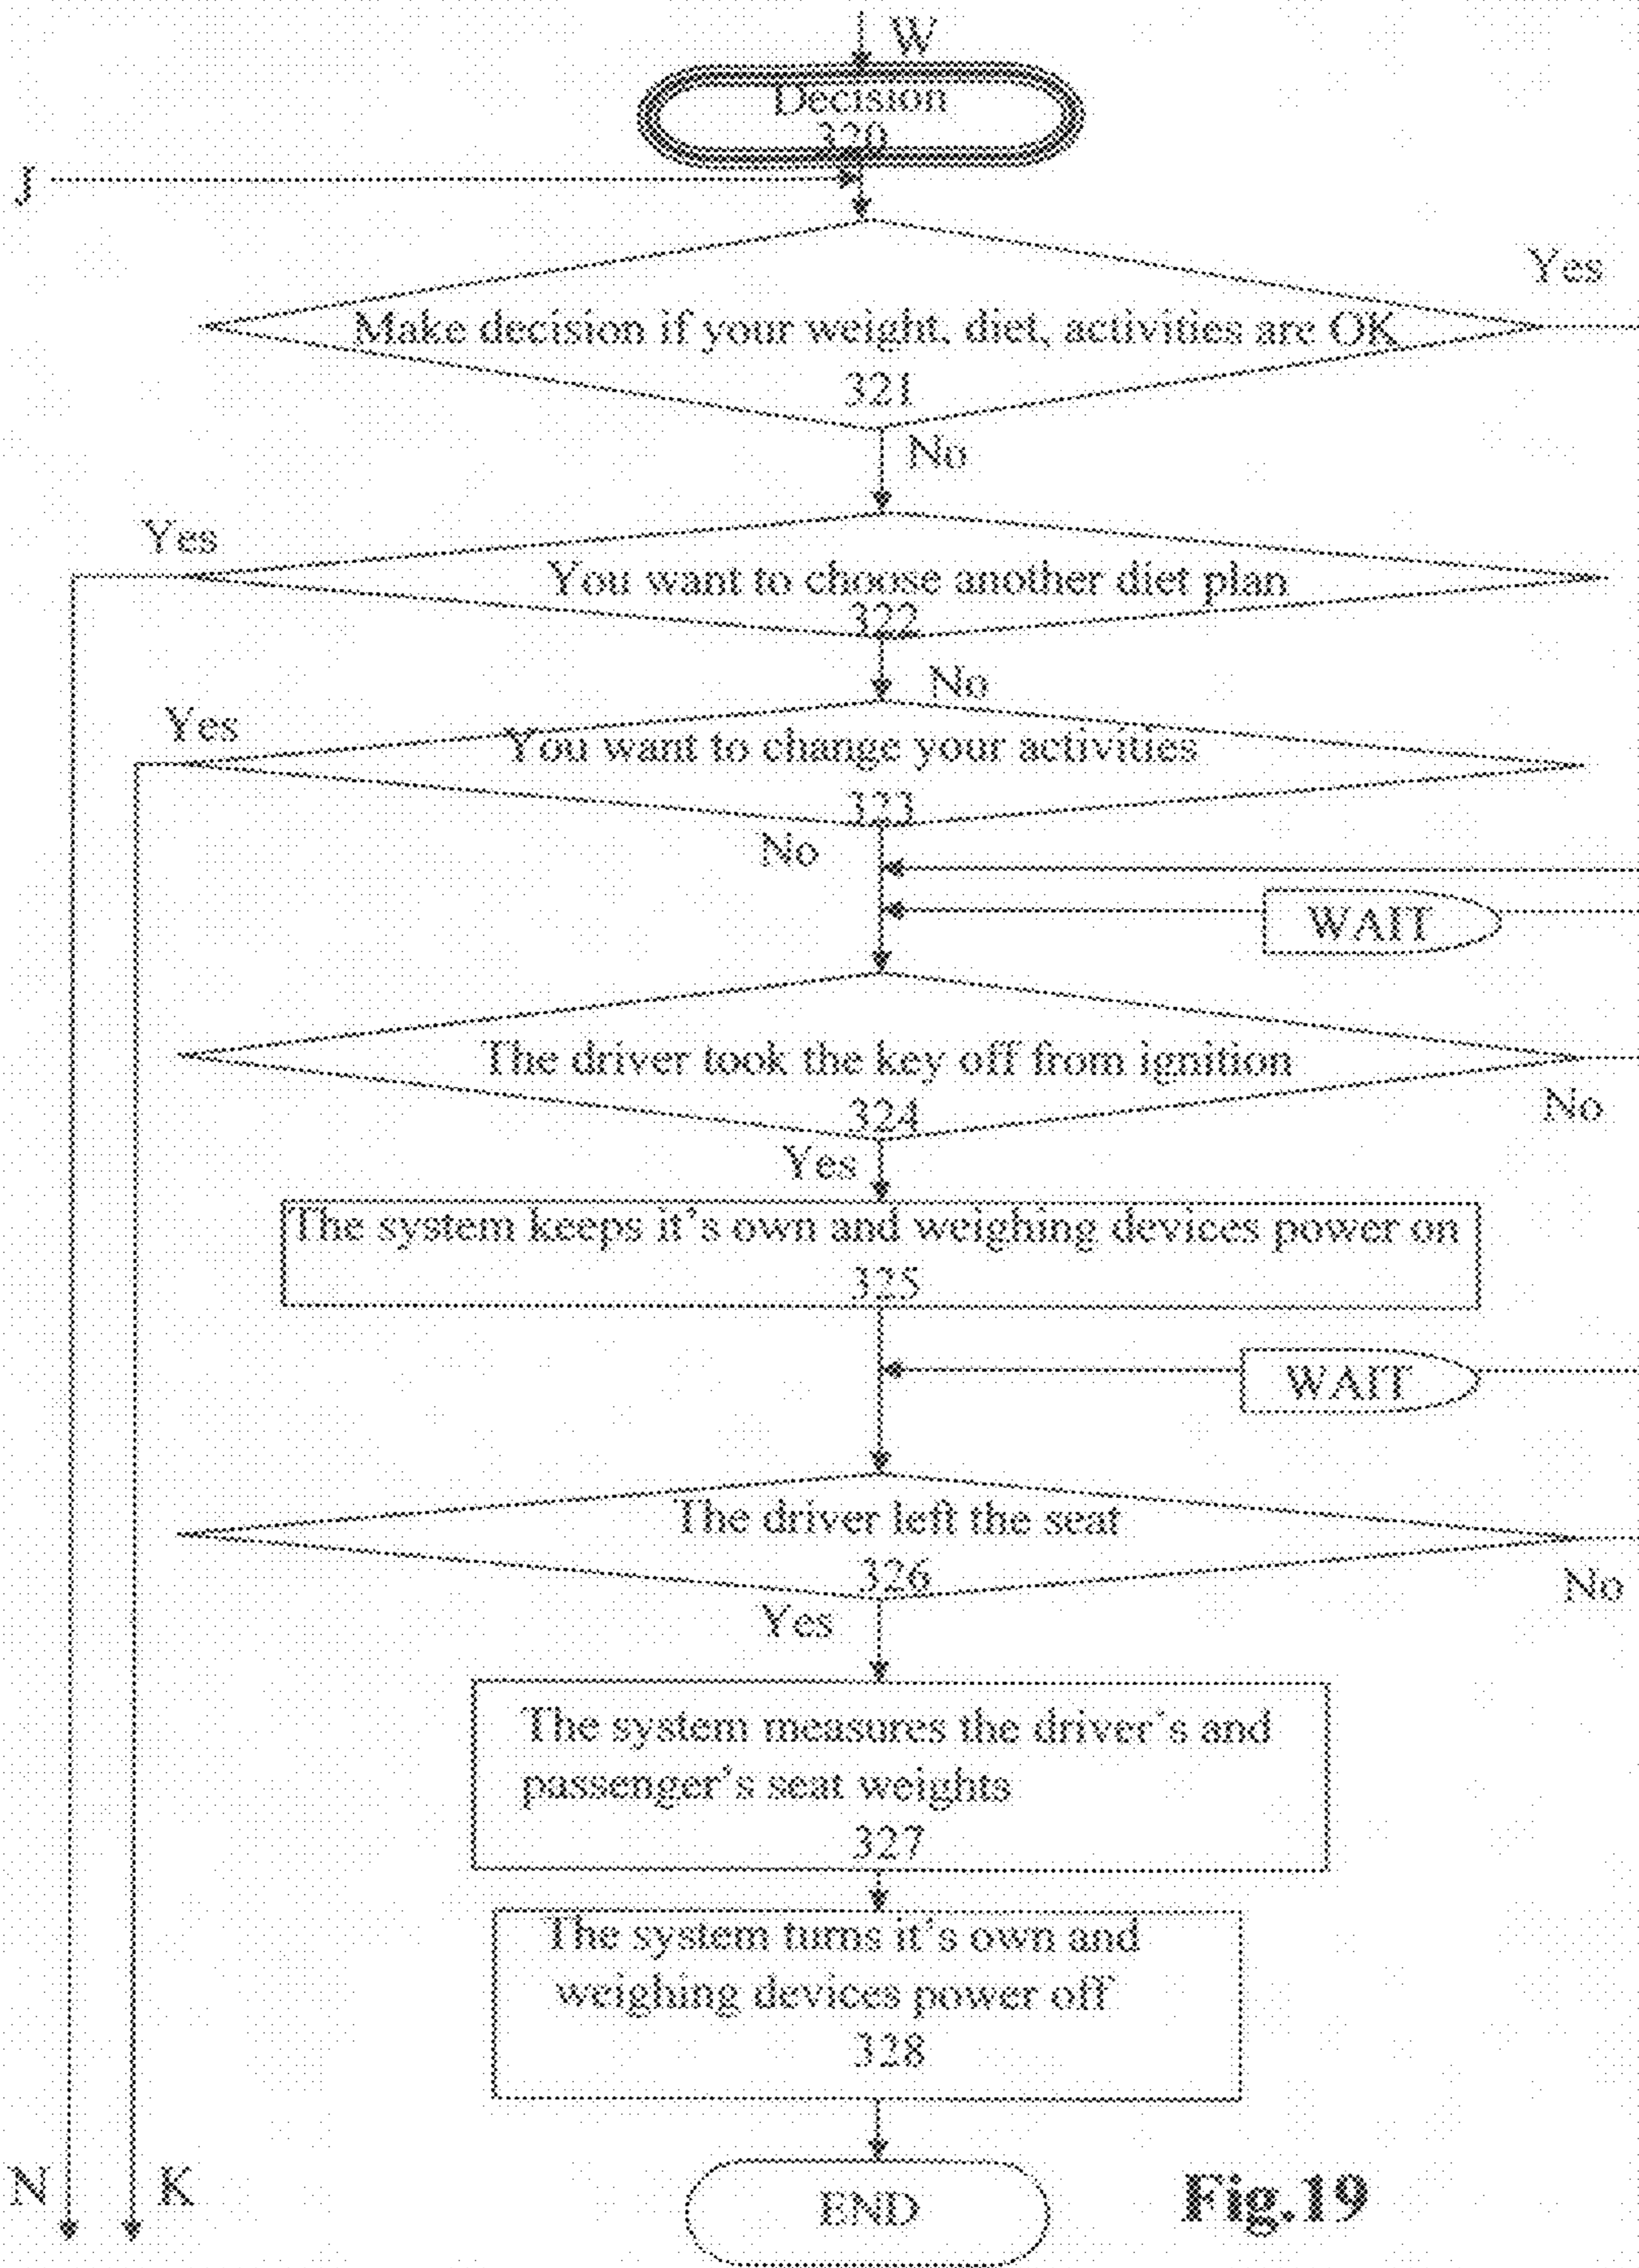 W
Decision
320
J
Yes
Make decision if your weight, diet, activities are OK
321
No
Yes
You want to choose another diet plan
322
No
Yes
You want to change your activities
323
No
WAIT
The driver took the key off from ignition
324
No
Yes
The system keeps it's own and weighing devices power on
325
WAIT
The driver left the seat
326
No
Yes
The system measures the driver's and
passenger's seat weights
327
The system turns it's own and
weighing devices power off
328
N
K
END
Fig.19